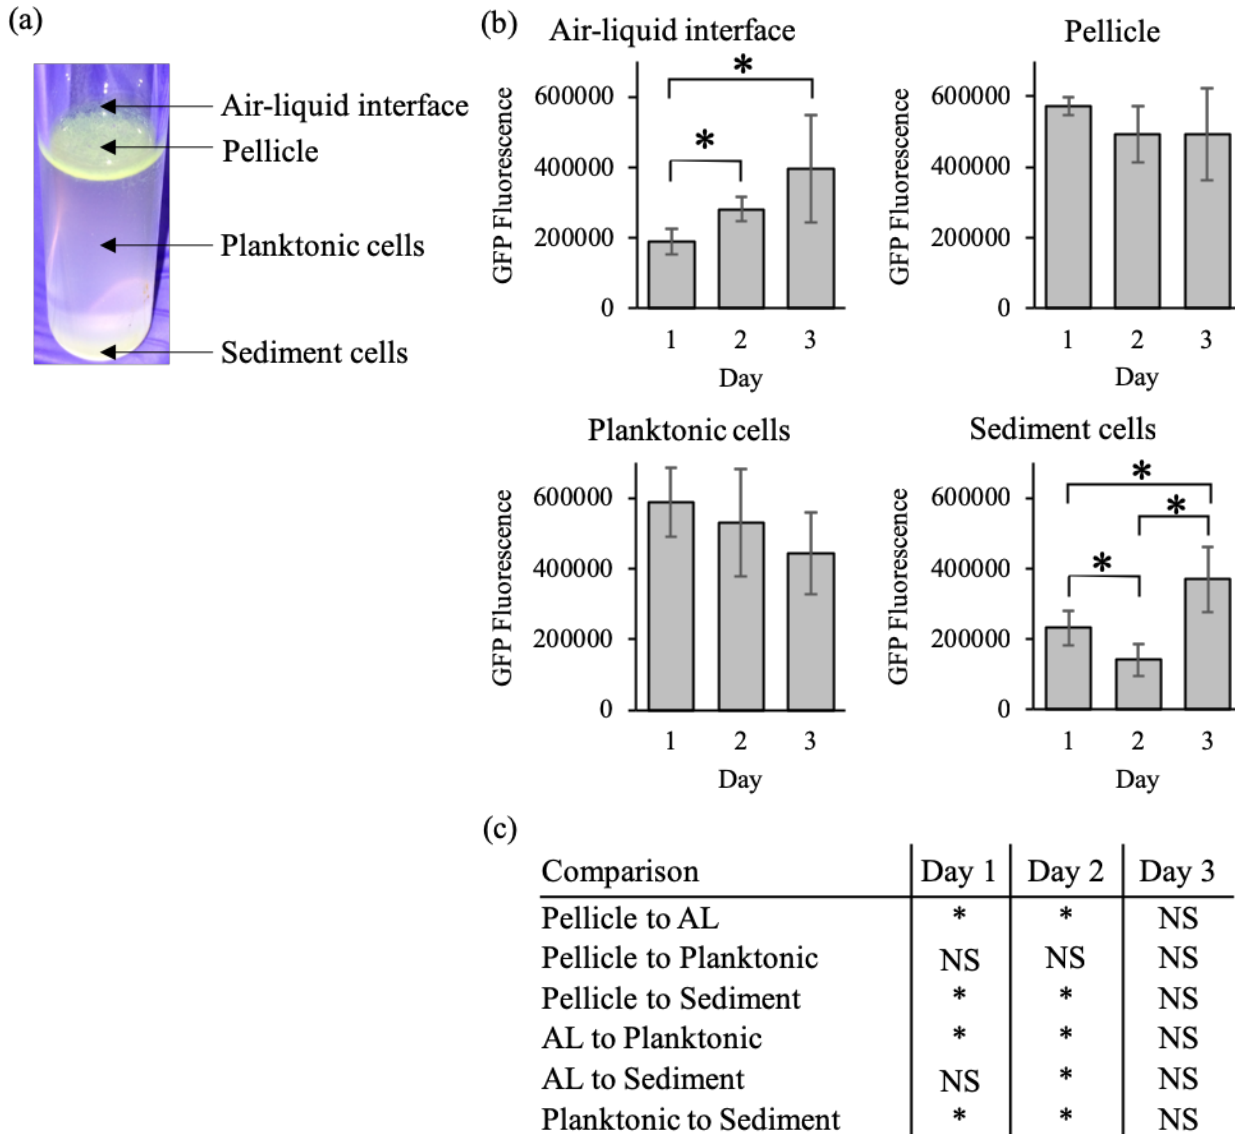 (a)
Air-liquid interface
Pellicle
Planktonic cells
Sediment cells
(b)
Air-liquid interface
*
*
GFP Fluorescence
600000
400000
200000
0
1 2 3
Day
Pellicle
GFP Fluorescence
600000
400000
200000
0
1 2 3
Day
Planktonic cells
GFP Fluorescence
600000
400000
200000
0
1 2 3
Day
Sediment cells
*
*
*
GFP Fluorescence
600000
400000
200000
0
1 2 3
Day
(c)
Comparison Day 1 Day 2 Day 3
Pellicle to AL * * NS
Pellicle to Planktonic NS NS NS
Pellicle to Sediment * * NS
AL to Planktonic * * NS
AL to Sediment NS * NS
Planktonic to Sediment * * NS